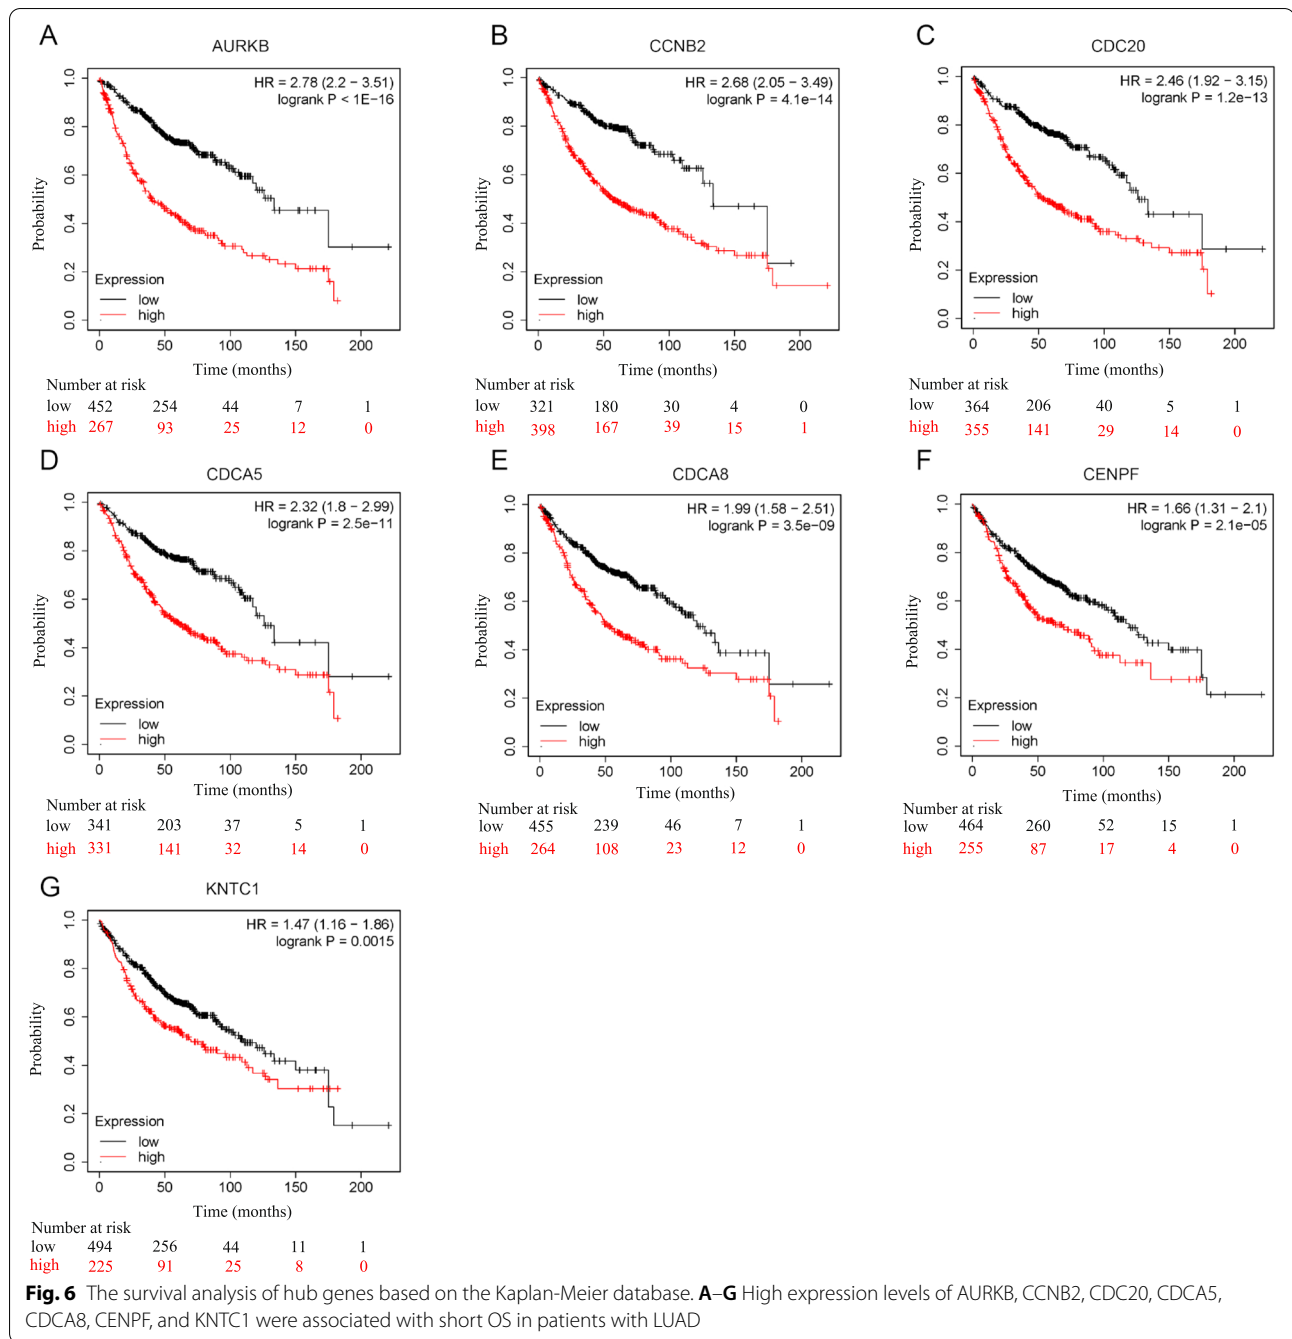 A
AURKB
HR = 2.78 (2.2 − 3.51)
logrank P < 1E−16
Probability
1.0
0.8
0.6
0.4
0.2
0.0
Expression
low
high
0 50 100 150 200
Time (months)
Number at risk
low 452 254 44 7 1
high 267 93 25 12 0
B
CCNB2
HR = 2.68 (2.05 − 3.49)
logrank P = 4.1e−14
Probability
1.0
0.8
0.6
0.4
0.2
0.0
Expression
low
high
0 50 100 150 200
Time (months)
Number at risk
low 321 180 30 4 0
high 398 167 39 15 1
C
CDC20
HR = 2.46 (1.92 − 3.15)
logrank P = 1.2e−13
Probability
1.0
0.8
0.6
0.4
0.2
0.0
Expression
low
high
0 50 100 150 200
Time (months)
Number at risk
low 364 206 40 5 1
high 355 141 29 14 0
D
CDCA5
HR = 2.32 (1.8 − 2.99)
logrank P = 2.5e−11
Probability
1.0
0.8
0.6
0.4
0.2
0.0
Expression
low
high
0 50 100 150 200
Time (months)
Number at risk
low 341 203 37 5 1
high 331 141 32 14 0
E
CDCA8
HR = 1.99 (1.58 − 2.51)
logrank P = 3.5e−09
Probability
1.0
0.8
0.6
0.4
0.2
0.0
Expression
low
high
0 50 100 150 200
Time (months)
Number at risk
low 455 239 46 7 1
high 264 108 23 12 0
F
CENPF
HR = 1.66 (1.31 − 2.1)
logrank P = 2.1e−05
Probability
1.0
0.8
0.6
0.4
0.2
0.0
Expression
low
high
0 50 100 150 200
Time (months)
Number at risk
low 464 260 52 15 1
high 255 87 17 4 0
G
KNTC1
HR = 1.47 (1.16 − 1.86)
logrank P = 0.0015
Probability
1.0
0.8
0.6
0.4
0.2
0.0
Expression
low
high
0 50 100 150 200
Time (months)
Number at risk
low 494 256 44 11 1
high 225 91 25 8 0
Fig. 6 The survival analysis of hub genes based on the Kaplan-Meier database. A–G High expression levels of AURKB, CCNB2, CDC20, CDCA5,
CDCA8, CENPF, and KNTC1 were associated with short OS in patients with LUAD